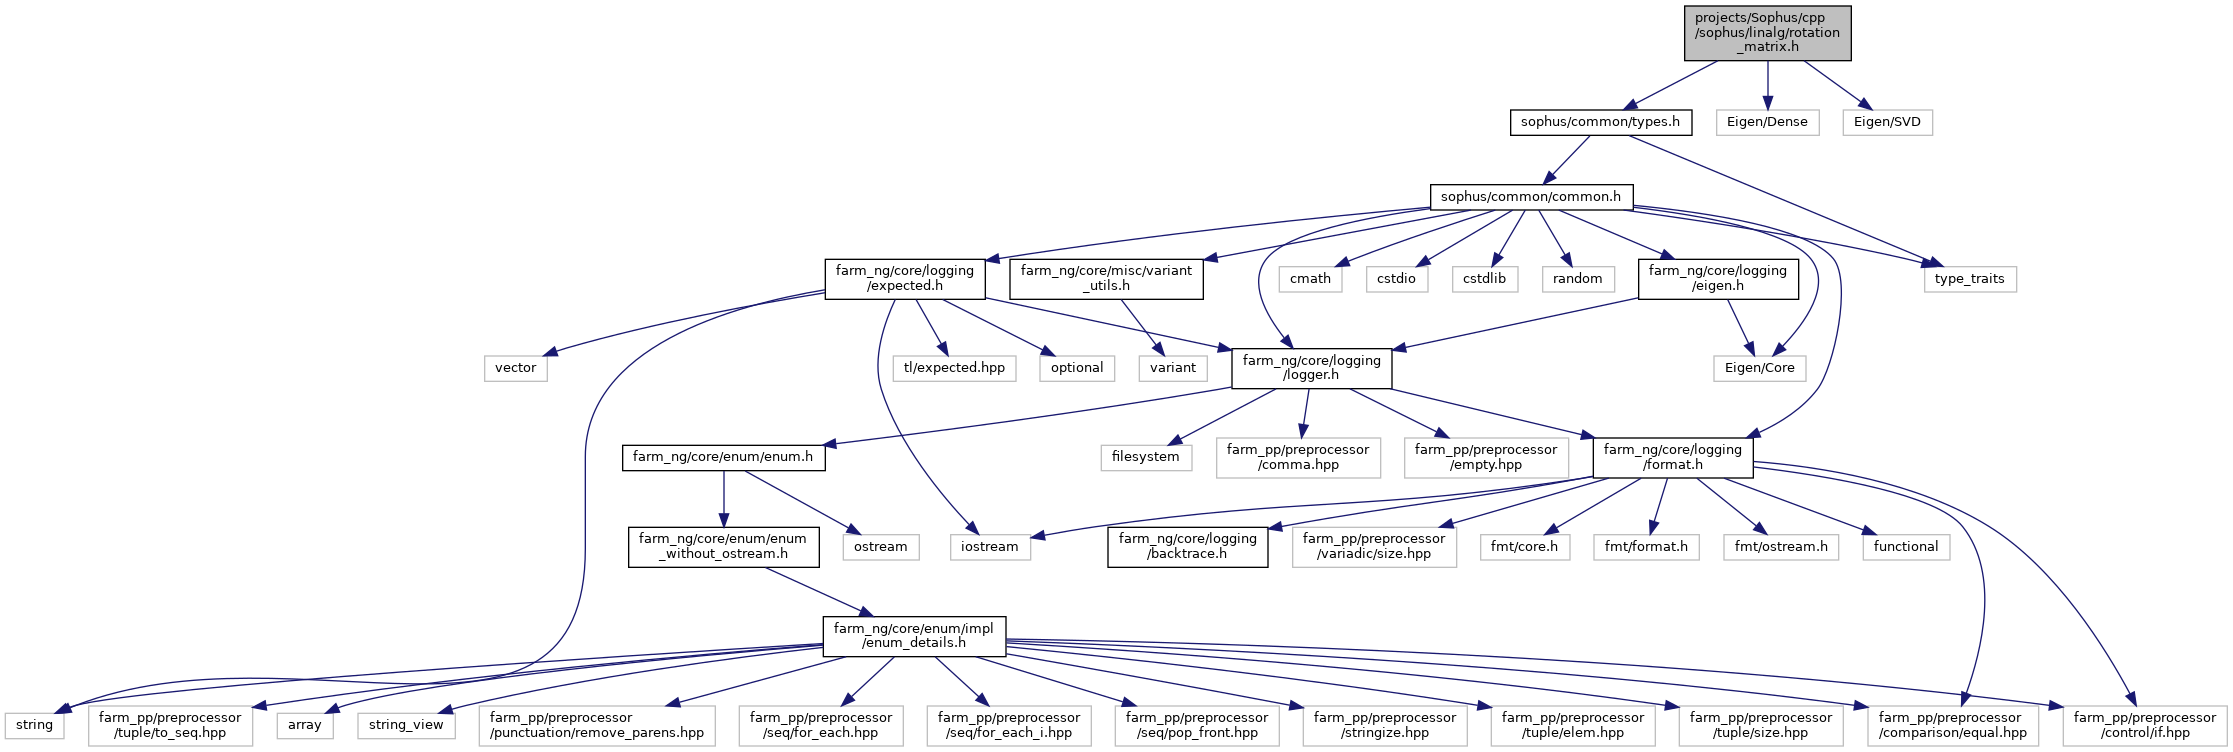 projects/Sophus/cpp
/sophus/linalg/rotation
_matrix.h
sophus/common/types.h
Eigen/Dense
Eigen/SVD
sophus/common/common.h
farm_ng/core/logging
/expected.h
farm_ng/core/misc/variant
_utils.h
cmath
cstdio
cstdlib
random
farm_ng/core/logging
/eigen.h
type_traits
vector
tl/expected.hpp
optional
variant
farm_ng/core/logging
/logger.h
Eigen/Core
farm_ng/core/enum/enum.h
filesystem
farm_pp/preprocessor
/comma.hpp
farm_pp/preprocessor
/empty.hpp
farm_ng/core/logging
/format.h
farm_ng/core/enum/enum
_without_ostream.h
ostream
iostream
farm_ng/core/logging
/backtrace.h
farm_pp/preprocessor
/variadic/size.hpp
fmt/core.h
fmt/format.h
fmt/ostream.h
functional
farm_ng/core/enum/impl
/enum_details.h
string
farm_pp/preprocessor
/tuple/to_seq.hpp
array
string_view
farm_pp/preprocessor
/punctuation/remove_parens.hpp
farm_pp/preprocessor
/seq/for_each.hpp
farm_pp/preprocessor
/seq/for_each_i.hpp
farm_pp/preprocessor
/seq/pop_front.hpp
farm_pp/preprocessor
/stringize.hpp
farm_pp/preprocessor
/tuple/elem.hpp
farm_pp/preprocessor
/tuple/size.hpp
farm_pp/preprocessor
/comparison/equal.hpp
farm_pp/preprocessor
/control/if.hpp